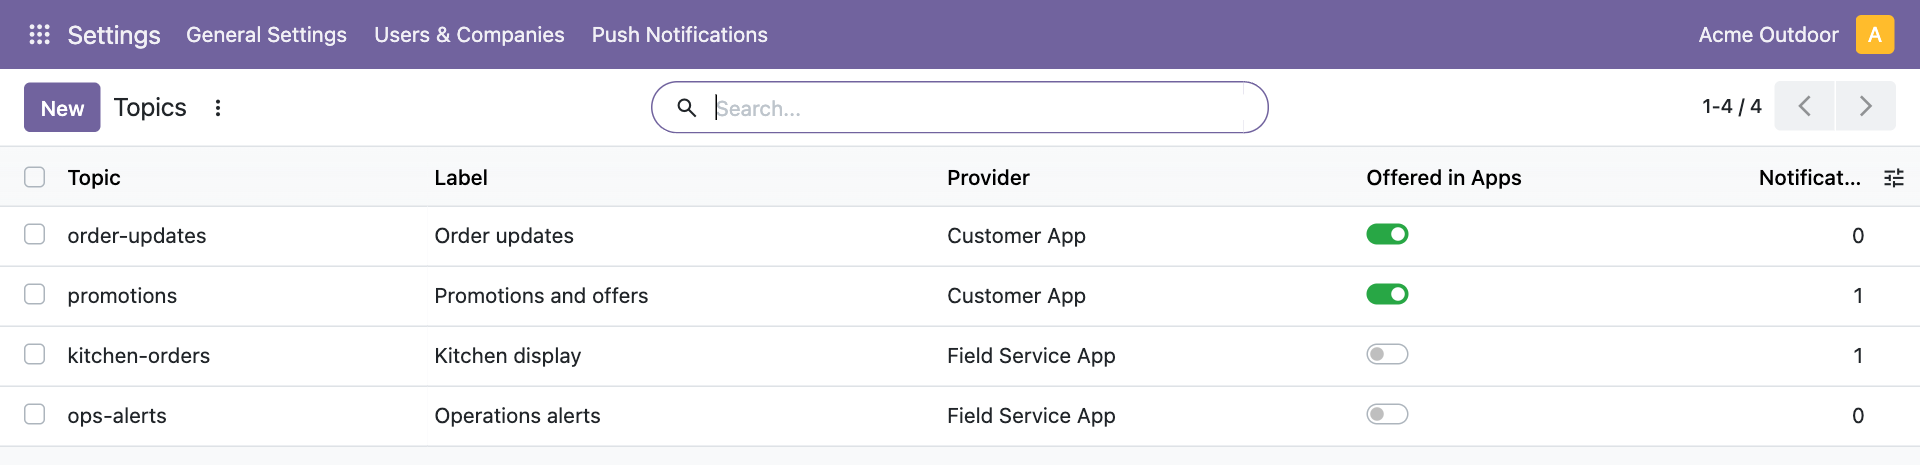 Settings General Settings Users & Companies Push Notifications Acme Outdoor A
New Topics Search... 1-4 / 4
Topic Label Provider Offered in Apps Notificat...
order-updates Order updates Customer App 0
promotions Promotions and offers Customer App 1
kitchen-orders Kitchen display Field Service App 1
ops-alerts Operations alerts Field Service App 0